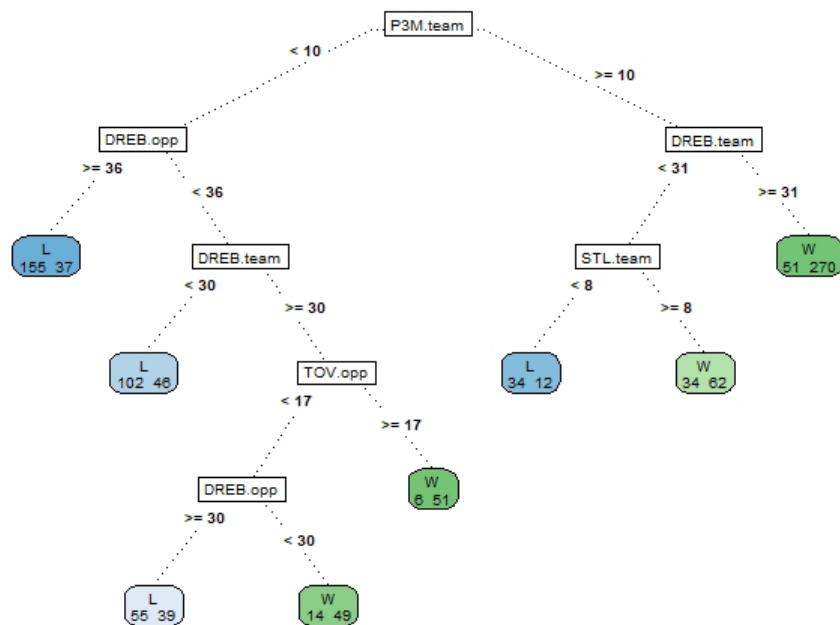 P3M.team
< 10
>= 10
DREB.opp
DREB.team
>= 36
< 36
< 31
>= 31
L
155 37
DREB.team
STL.team
W
51 270
< 30
>= 30
< 8
>= 8
L
102 46
TOV.opp
L
34 12
W
34 62
< 17
>= 17
DREB.opp
W
6 51
>= 30
< 30
L
55 39
W
14 49